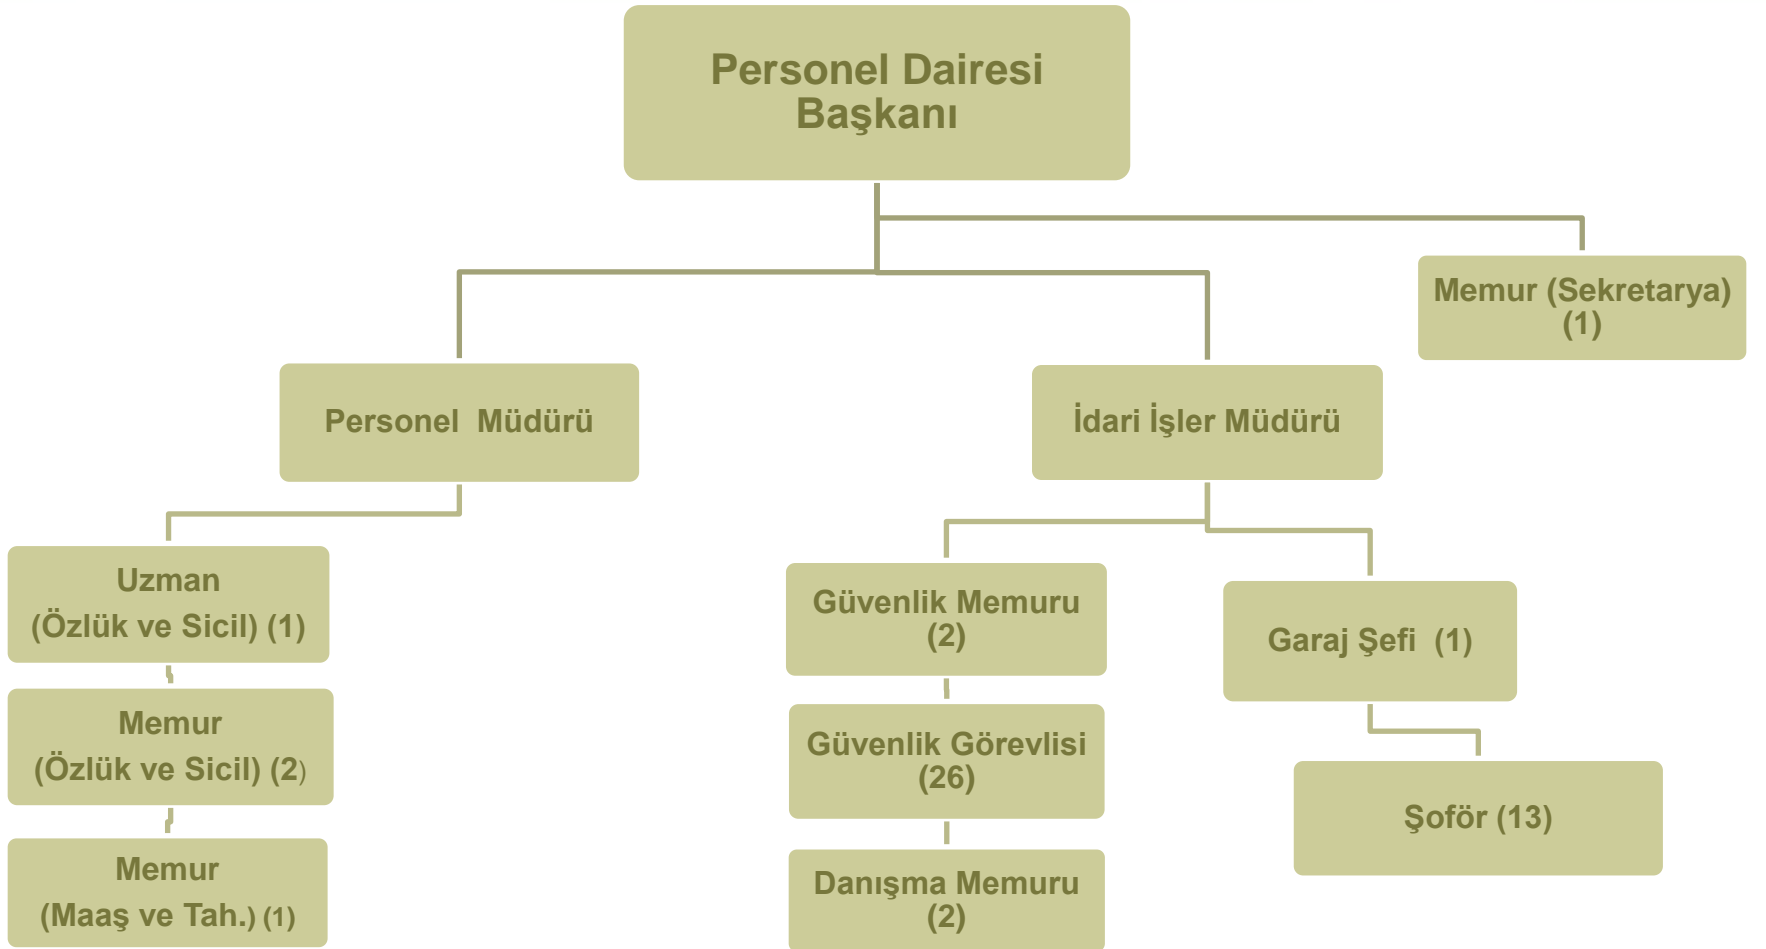 Personel Dairesi
Başkanı
Memur (Sekretarya)
(1)
Personel  Müdürü
İdari İşler Müdürü
Uzman
(Özlük ve Sicil) (1)
Memur
(Özlük ve Sicil) (2)
Memur
(Maaş ve Tah.) (1)
Güvenlik Memuru
(2)
Güvenlik Görevlisi
(26)
Danışma Memuru
(2)
Garaj Şefi  (1)
Şoför (13)